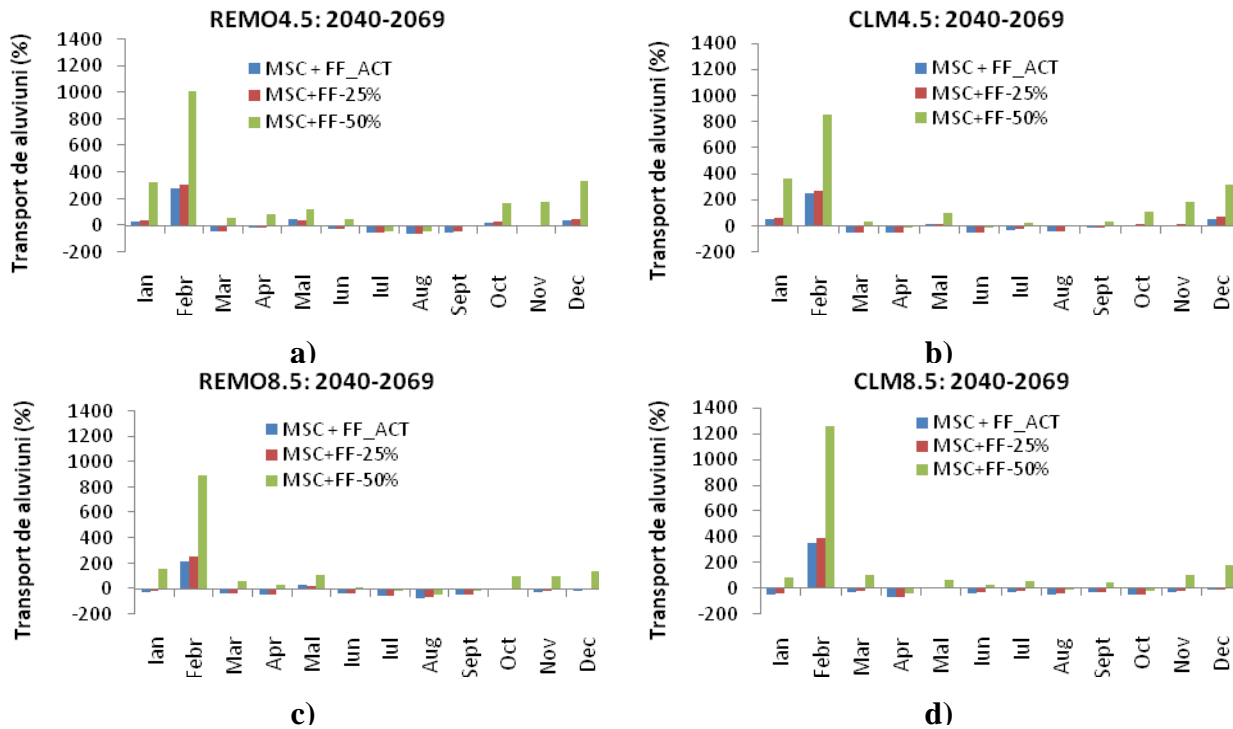 REMO4.5: 2040-2069
Transport de aluviuni (%)
1400
1200
1000
800
600
400
200
0
-200
MSC + FF_ACT
MSC+FF-25%
MSC+FF-50%
Ian
Febr
Mar
Apr
MaI
Iun
Iul
Aug
Sept
Oct
Nov
Dec
a)
CLM4.5: 2040-2069
Transport de aluviuni (%)
1400
1200
1000
800
600
400
200
0
-200
MSC + FF_ACT
MSC+FF-25%
MSC+FF-50%
Ian
Febr
Mar
Apr
MaI
Iun
Iul
Aug
Sept
Oct
Nov
Dec
b)
REMO8.5: 2040-2069
Transport de aluviuni (%)
1400
1200
1000
800
600
400
200
0
-200
MSC + FF_ACT
MSC+FF-25%
MSC+FF-50%
Ian
Febr
Mar
Apr
MaI
Iun
Iul
Aug
Sept
Oct
Nov
Dec
c)
CLM8.5: 2040-2069
Transport de aluviuni (%)
1400
1200
1000
800
600
400
200
0
-200
MSC + FF_ACT
MSC+FF-25%
MSC+FF-50%
Ian
Febr
Mar
Apr
MaI
Iun
Iul
Aug
Sept
Oct
Nov
Dec
d)